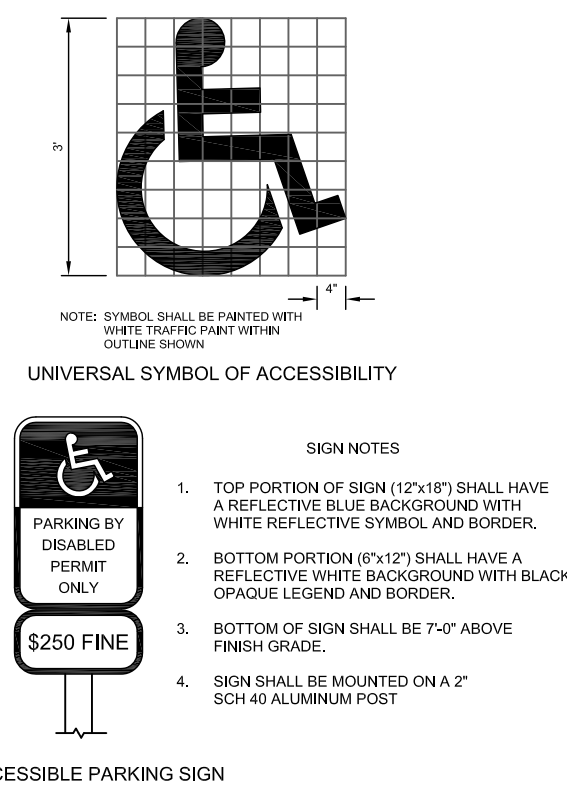 3'
4"
NOTE: SYMBOL SHALL BE PAINTED WITH
WHITE TRAFFIC PAINT WITHIN
OUTLINE SHOWN
UNIVERSAL SYMBOL OF ACCESSIBILITY
PARKING BY
DISABLED
PERMIT
ONLY
$250 FINE
SIGN NOTES
1. TOP PORTION OF SIGN (12"x18") SHALL HAVE
A REFLECTIVE BLUE BACKGROUND WITH
WHITE REFLECTIVE SYMBOL AND BORDER.
2. BOTTOM PORTION (6"x12") SHALL HAVE A
REFLECTIVE WHITE BACKGROUND WITH BLACK
OPAQUE LEGEND AND BORDER.
3. BOTTOM OF SIGN SHALL BE 7'-0" ABOVE
FINISH GRADE.
4. SIGN SHALL BE MOUNTED ON A 2"
SCH 40 ALUMINUM POST
CESSIBLE PARKING SIGN